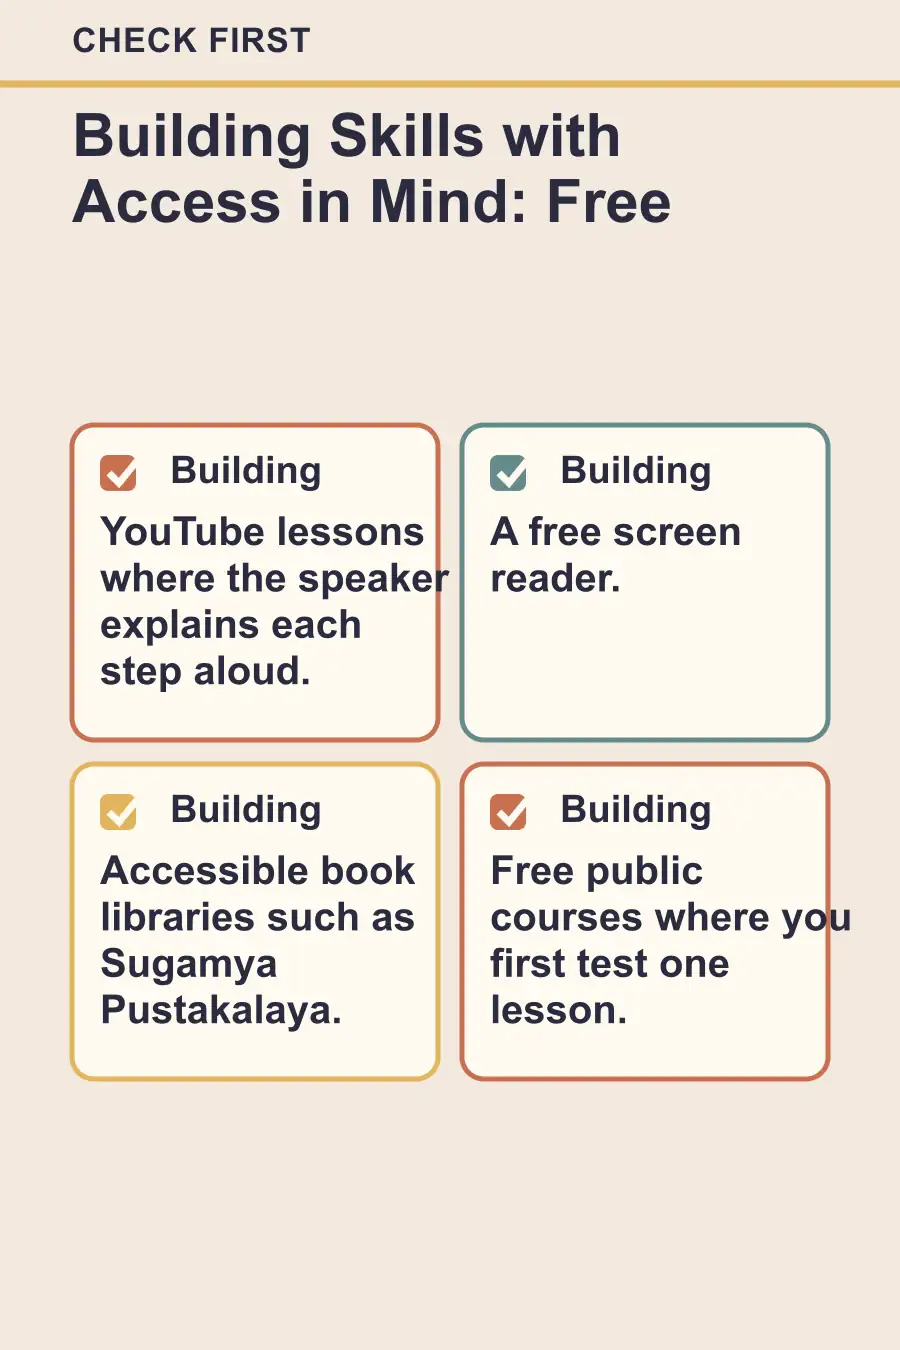 CHECK FIRST
Building Skills with
Access in Mind: Free
Building
YouTube lessons
where the speaker
explains each
step aloud.
Building
A free screen
reader.
Building
Accessible book
libraries such as
Sugamya
Pustakalaya.
Building
Free public
courses where you
first test one
lesson.